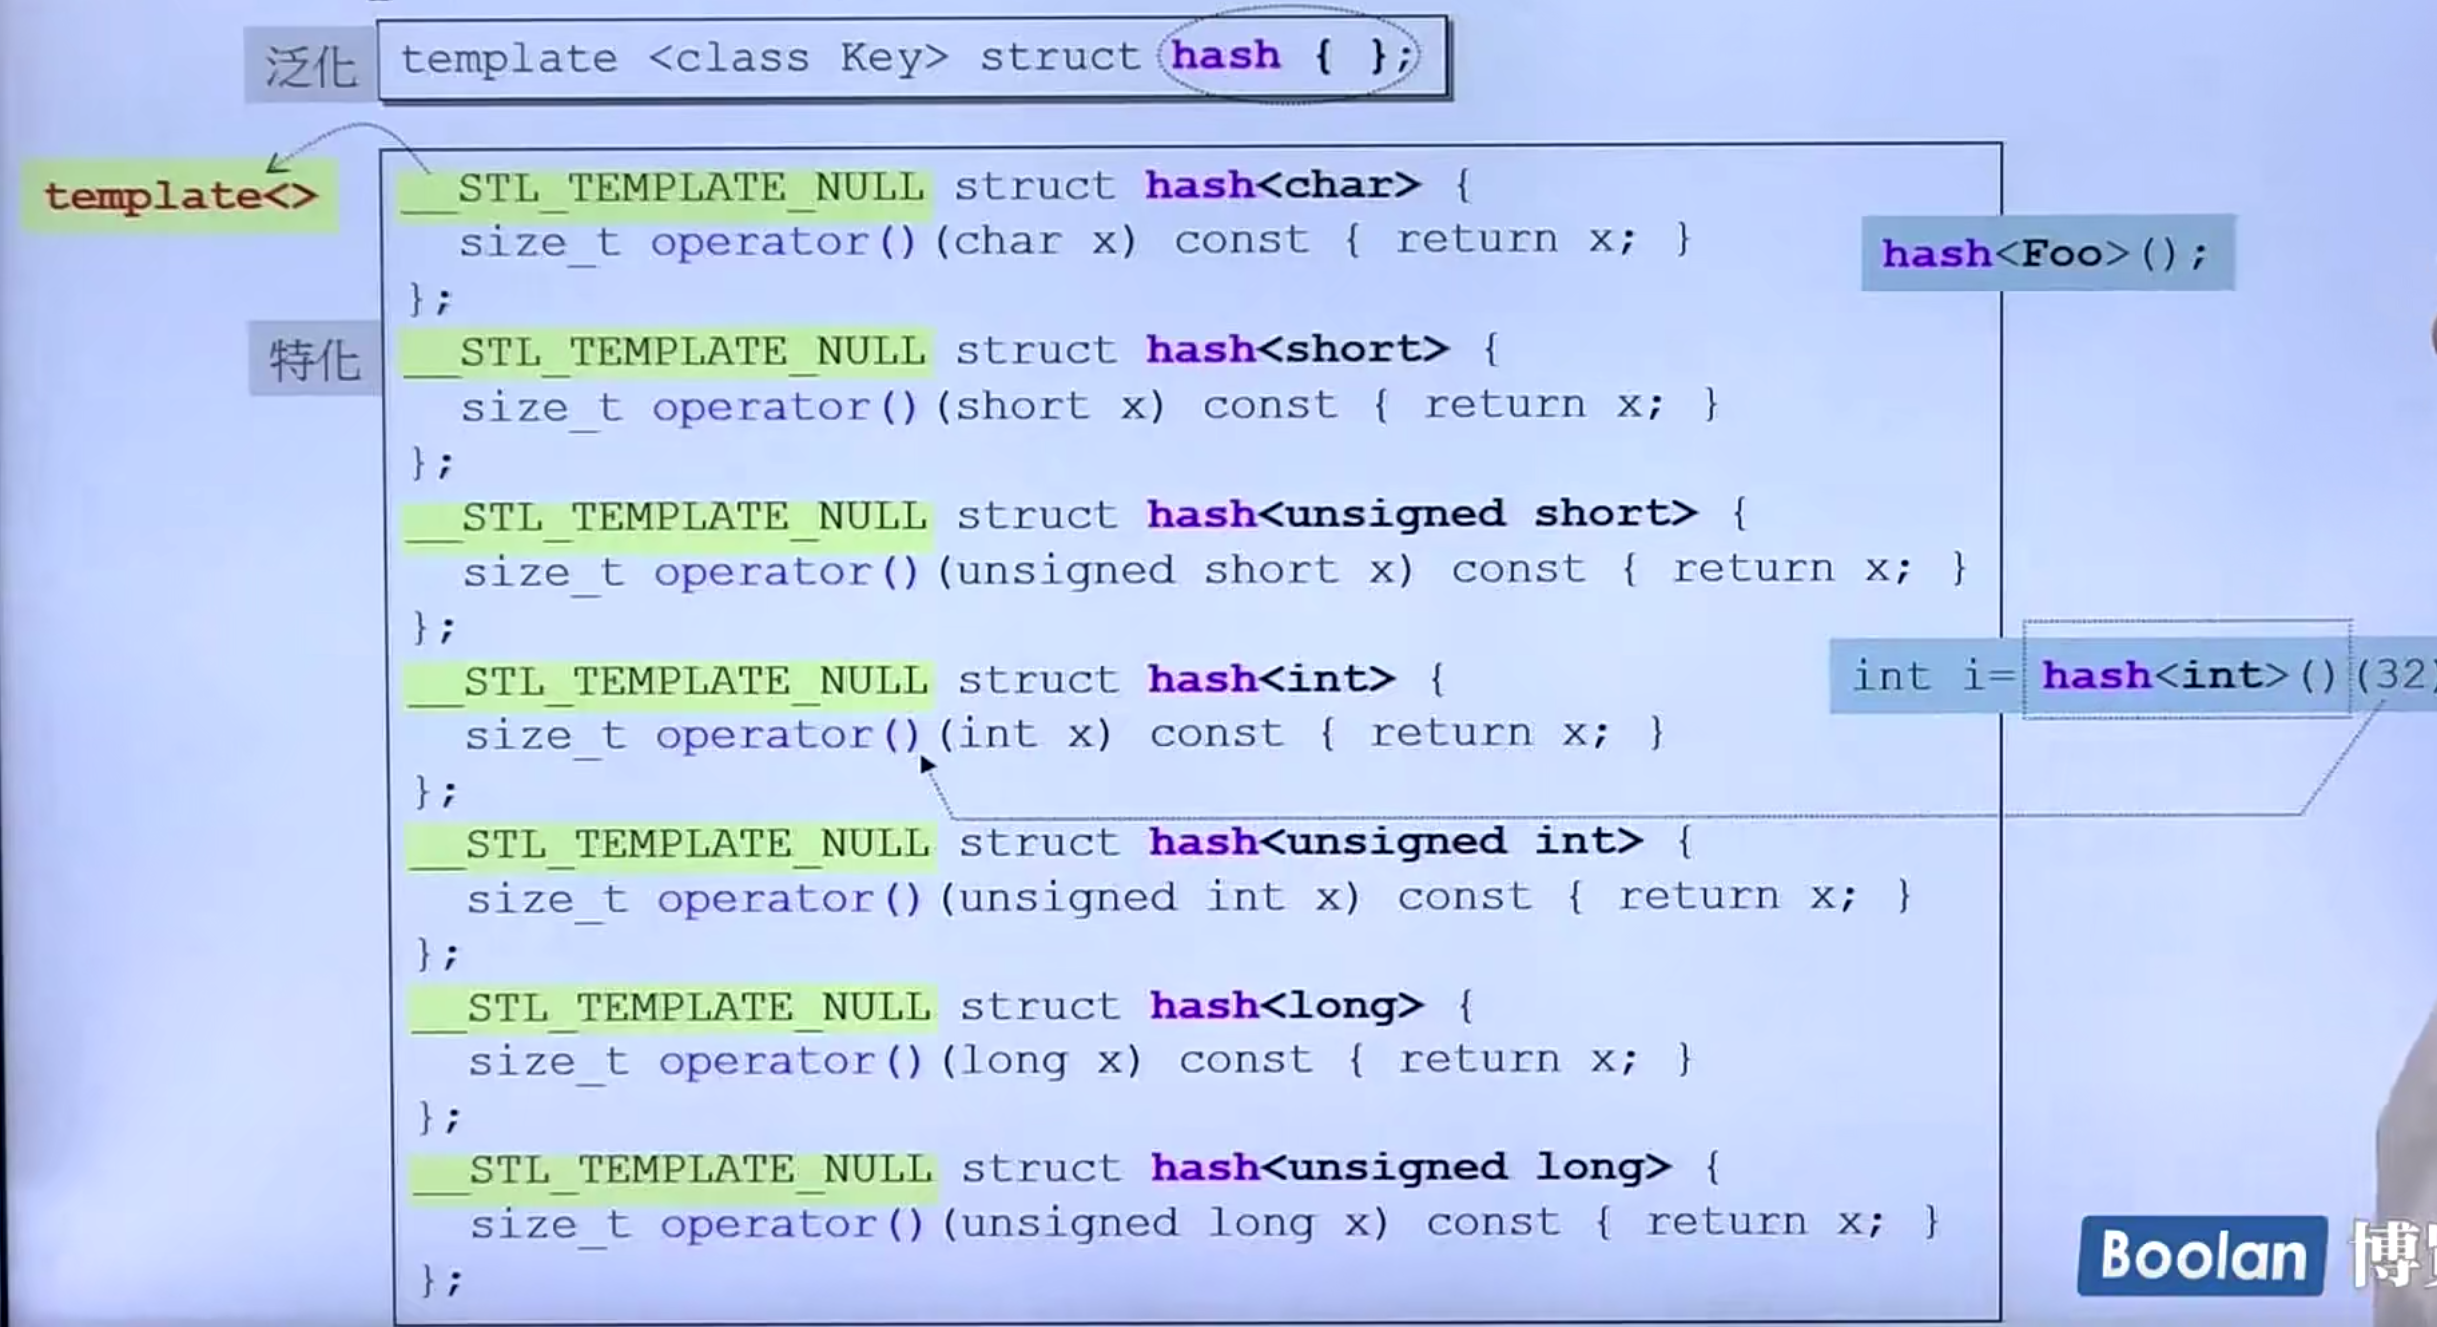 泛化 template <class Key> struct hash { };
template<>
__STL_TEMPLATE_NULL struct hash<char> {
size_t operator()(char x) const { return x; }
};
hash<Foo>();
特化
__STL_TEMPLATE_NULL struct hash<short> {
size_t operator()(short x) const { return x; }
};
__STL_TEMPLATE_NULL struct hash<unsigned short> {
size_t operator()(unsigned short x) const { return x; }
};
__STL_TEMPLATE_NULL struct hash<int> {
size_t operator()(int x) const { return x; }
};
int i= hash<int>()(32)
__STL_TEMPLATE_NULL struct hash<unsigned int> {
size_t operator()(unsigned int x) const { return x; }
};
__STL_TEMPLATE_NULL struct hash<long> {
size_t operator()(long x) const { return x; }
};
__STL_TEMPLATE_NULL struct hash<unsigned long> {
size_t operator()(unsigned long x) const { return x; }
};
Boolan 博